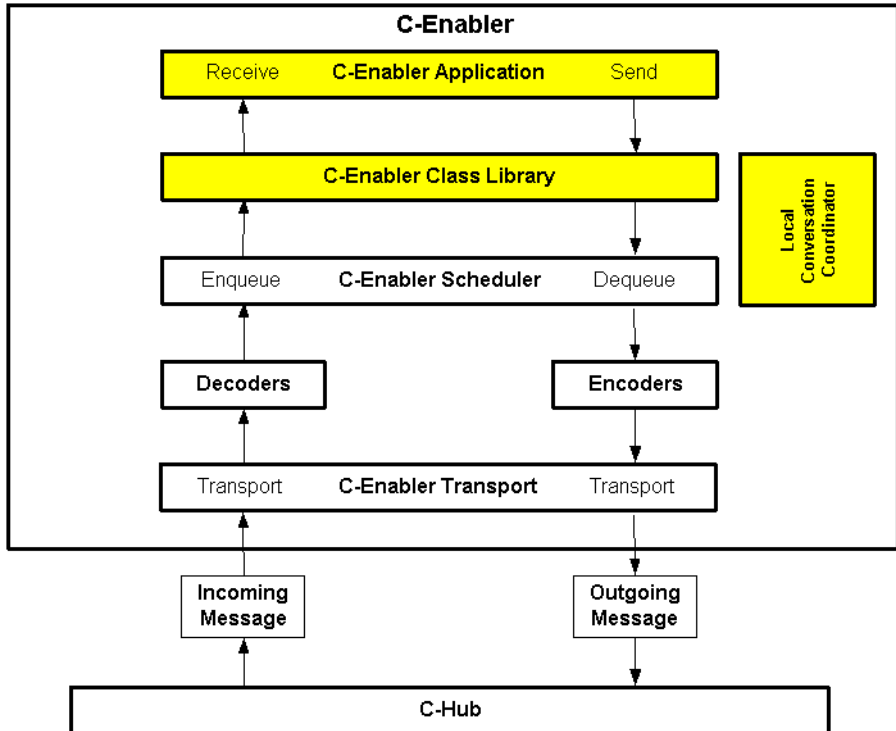 C-Enabler
Receive C-Enabler Application Send
C-Enabler Class Library
Local
Conversation
Coordinator
Enqueue C-Enabler Scheduler Dequeue
Decoders Encoders
Transport C-Enabler Transport Transport
Incoming
Message
Outgoing
Message
C-Hub